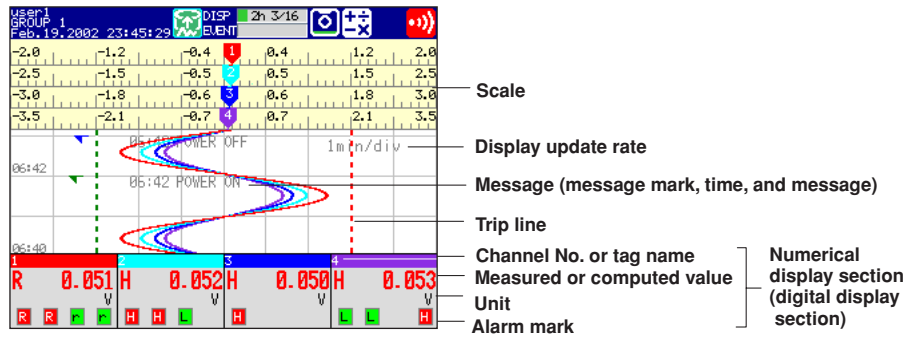 user1
GROUP 1
Feb.19.2002 23:45:29
DISP
EVENT
2h 3/16
-2.0 -1.2 -0.4 1 0.4 1.2 2.0
-2.5 -1.5 -0.5 2 0.5 1.5 2.5
-3.0 -1.8 -0.6 3 0.6 1.8 3.0
-3.5 -2.1 -0.7 4 0.7 2.1 3.5
Scale
POWER OFF
1min/div
Display update rate
06:42
06:42 POWER ON
Message (message mark, time, and message)
Trip line
06:40
1 2 3 4
Channel No. or tag name
R 0.051 H 0.052 H 0.050 H 0.053
Measured or computed value
V V V V
Unit
R R r r H H L H L L H
Alarm mark
Numerical
display section
(digital display
section)